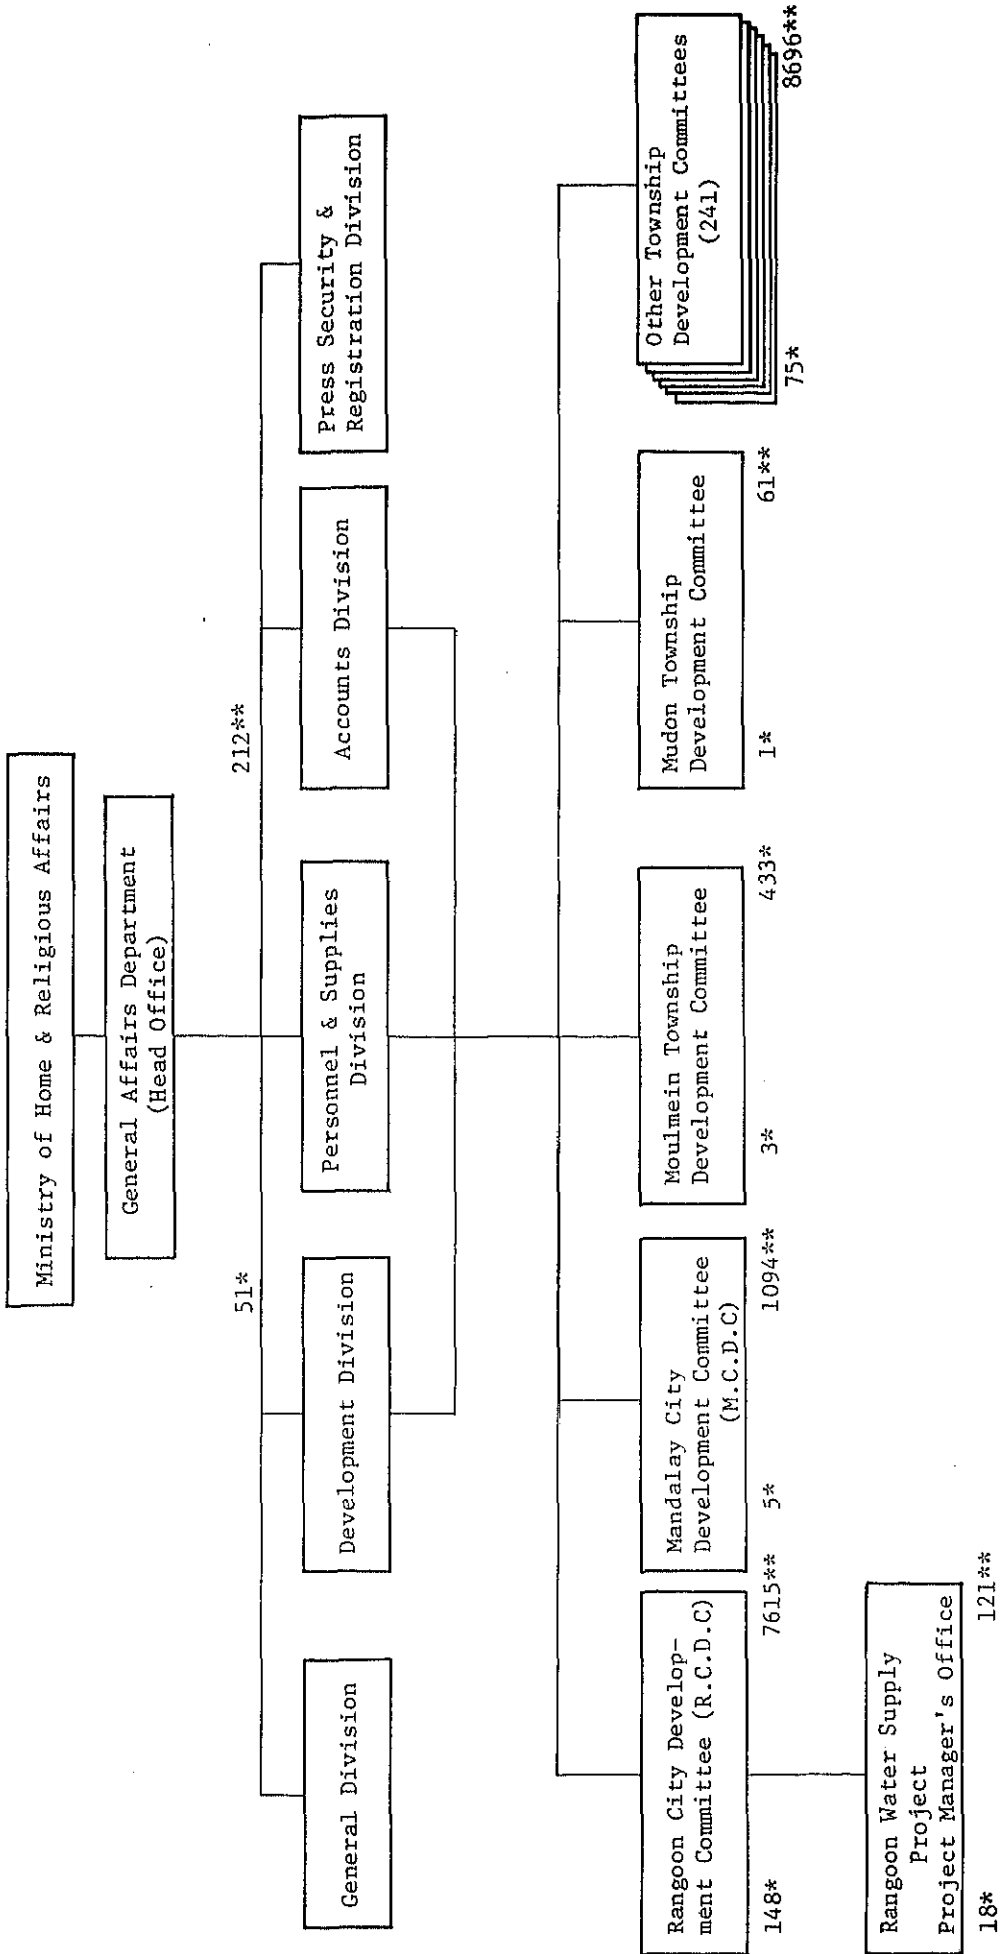 Ministry of Home & Religious Affairs
General Affairs Department
(Head Office)
51*
212**
General Division
Development Division
Personnel & Supplies
Division
Accounts Division
Press Security &
Registration Division
Rangoon City Develop-
ment Committee (R.C.D.C)
148*
7615**
Mandalay City
Development Committee
(M.C.D.C)
5*
1094**
Moulmein Township
Development Committee
3*
433*
Mudon Township
Development Committee
1*
61**
Other Township
Development Committees
(241)
75*
8696**
Rangoon Water Supply
Project
Project Manager's Office
18*
121**